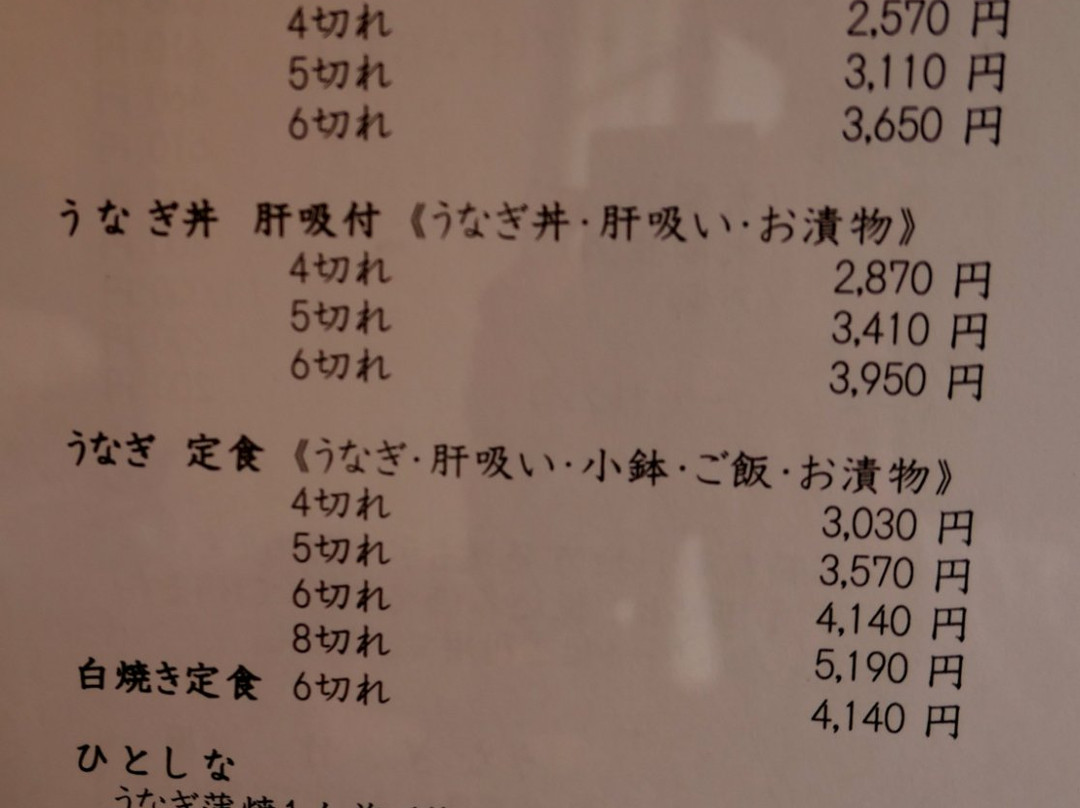 4切れ 2,570 円
5切れ 3,110 円
6切れ 3,650 円
うなぎ丼 肝吸付 《うなぎ丼・肝吸い・お漬物》
4切れ 2,870 円
5切れ 3,410 円
6切れ 3,950 円
うなぎ 定食 《うなぎ・肝吸い・小鉢・ご飯・お漬物》
4切れ 3,030 円
5切れ 3,570 円
6切れ 4,140 円
8切れ 5,190 円
白焼き定食 6切れ 4,140 円
ひとしな
うなぎ蒲焼